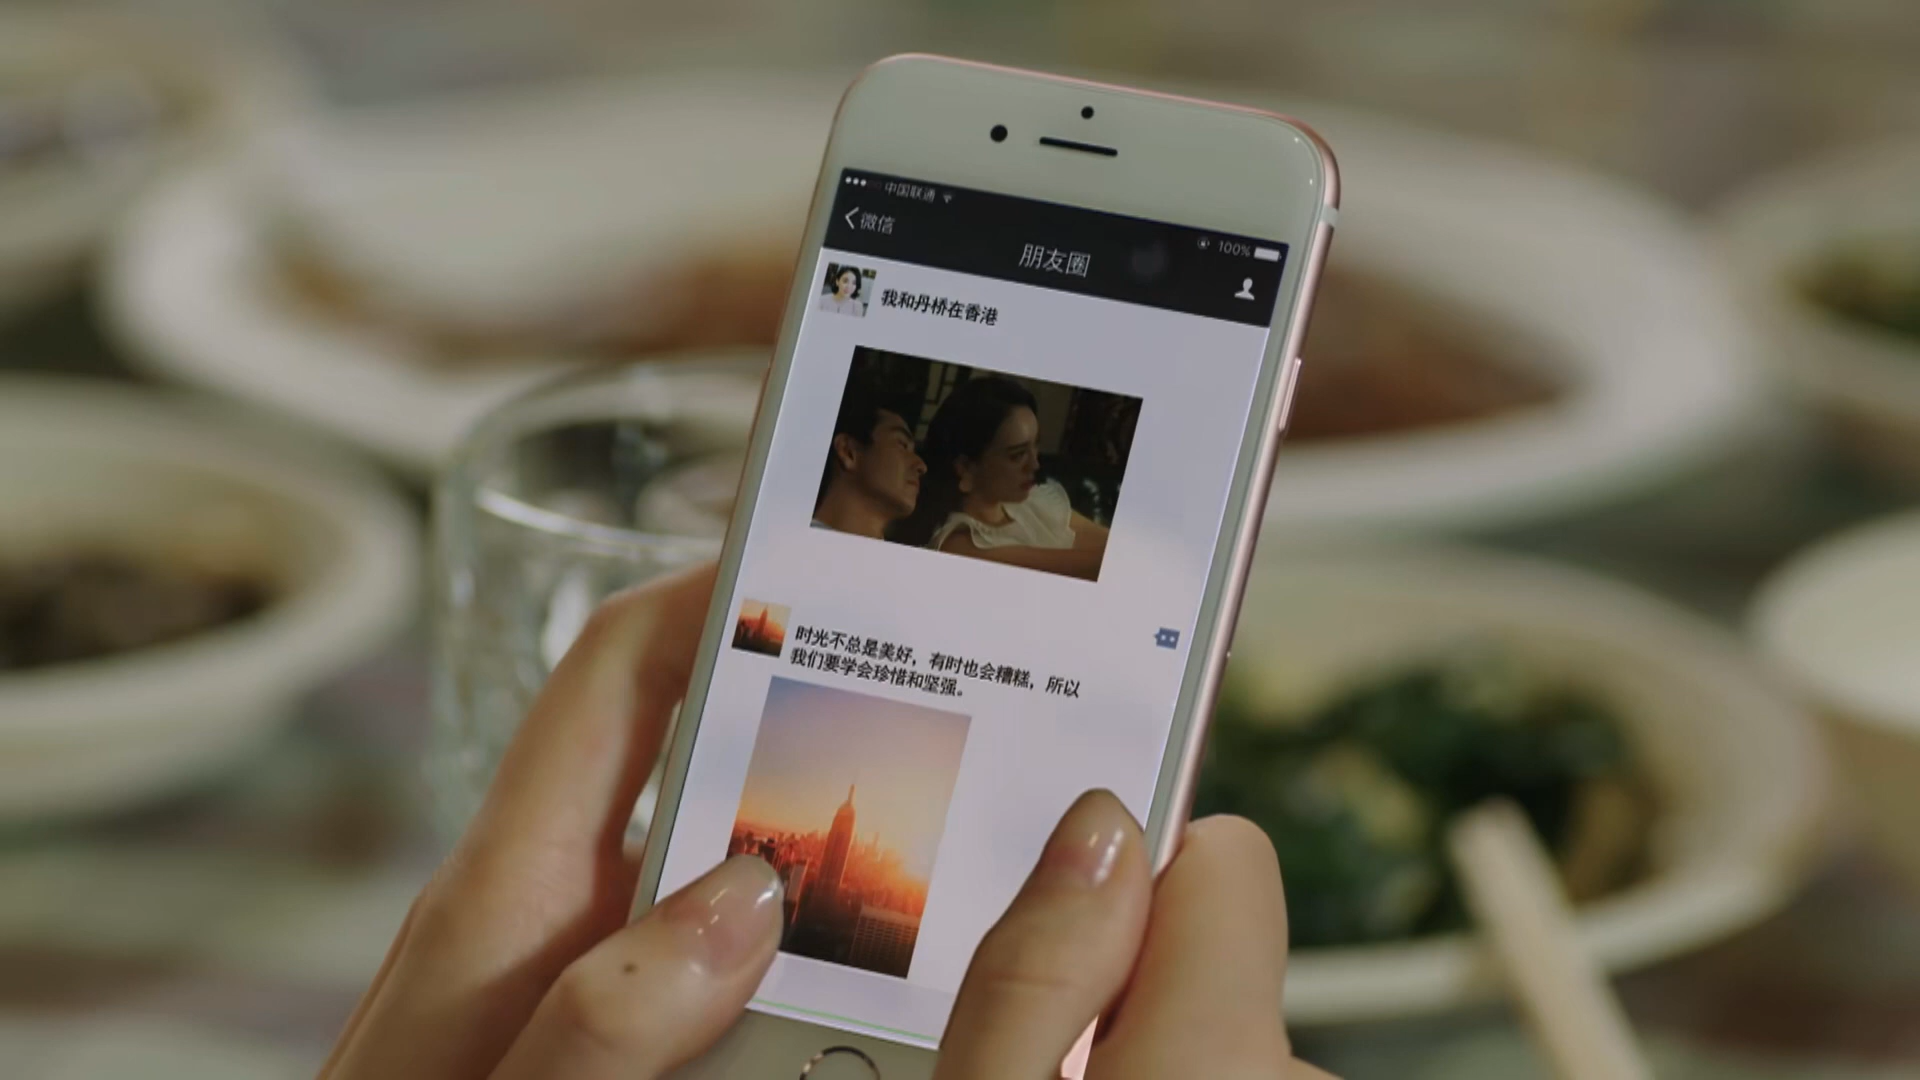 中国联通
100%
微信
朋友圈
我和丹桥在香港
时光不总是美好，有时也会糟糕，所以
我们要学会珍惜和坚强。